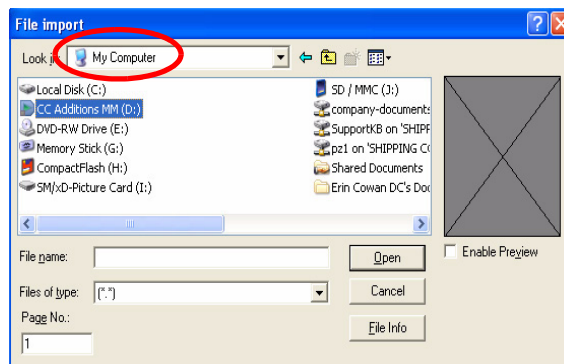 File import
Look in: My Computer
Local Disk (C:)
CC Additions MM (D:)
DVD-RW Drive (E:)
Memory Stick (G:)
CompactFlash (H:)
SM/xD-Picture Card (I:)
SD / MMC (J:)
company-documents
SupportKB on 'SHIPP
pz1 on 'SHIPPING C
Shared Documents
Erin Cowan DC's Doc
File name:
Open
Enable Preview
Files of type: (*.*)
Cancel
Page No.:
File Info
1